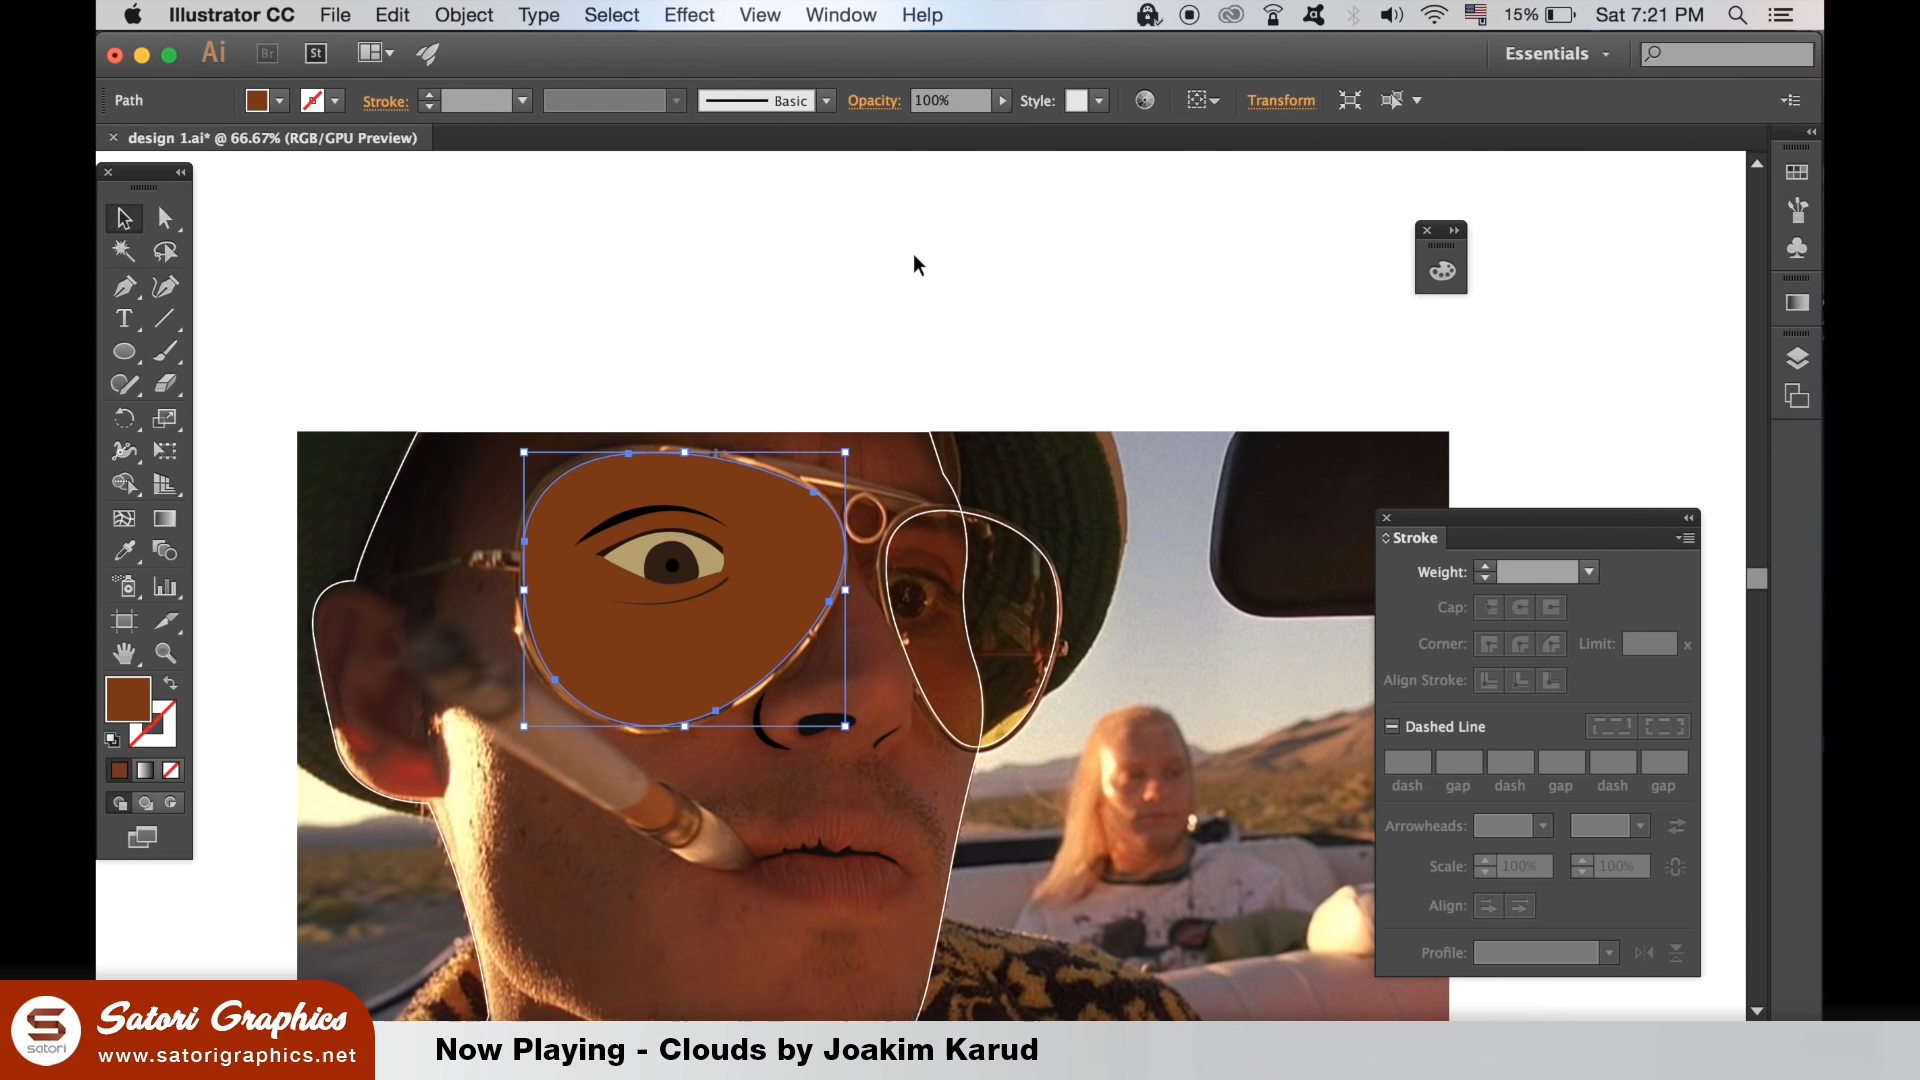 Illustrator CC File Edit Object Type Select Effect View Window Help 15% Sat 7:21 PM
Ai Br St Essentials
Path Stroke: Basic Opacity: 100% Style: Transform
design 1.ai* @ 66.67% (RGB/GPU Preview)
T
Stroke
Weight:
Cap:
Corner: Limit: x
Align Stroke:
Dashed Line
dash gap dash gap dash gap
Arrowheads:
Scale: 100% 100%
Align:
Profile:
Satori Graphics
satori
www.satorigraphics.net
Now Playing - Clouds by Joakim Karud